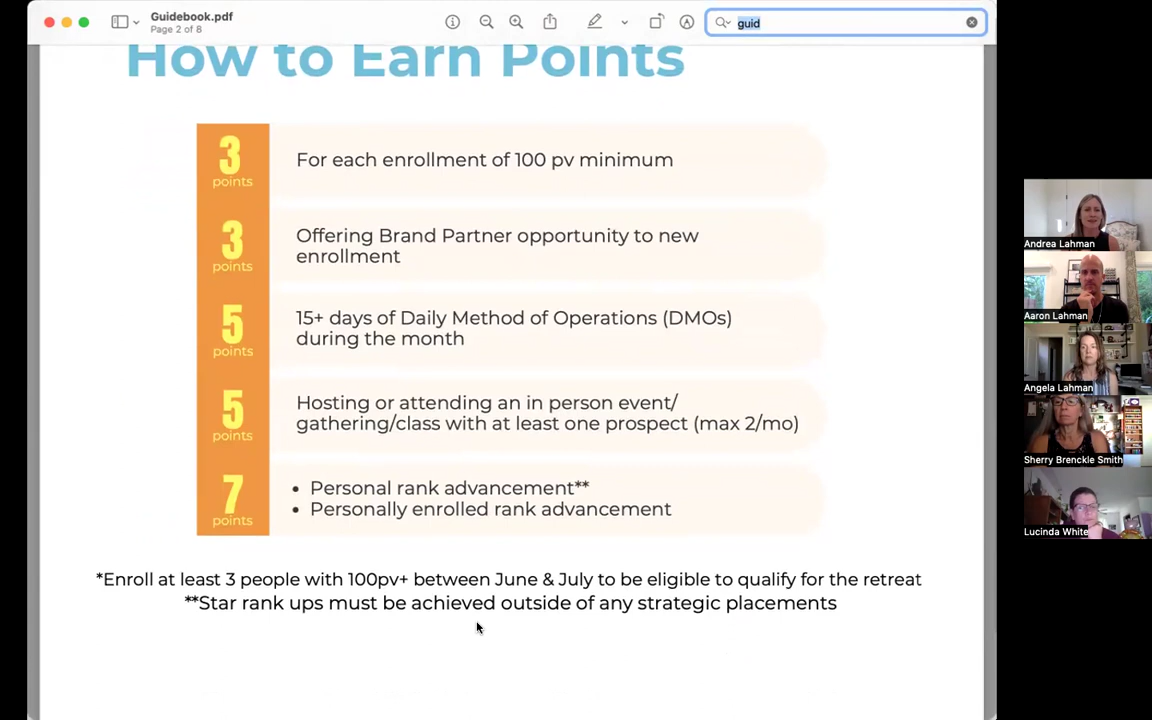 Guidebook.pdf
Page 2 of 8
guid
How to Earn Points
3
points
For each enrollment of 100 pv minimum
3
points
Offering Brand Partner opportunity to new
enrollment
5
points
15+ days of Daily Method of Operations (DMOs)
during the month
5
points
Hosting or attending an in person event/
gathering/class with at least one prospect (max 2/mo)
7
points
• Personal rank advancement**
• Personally enrolled rank advancement
*Enroll at least 3 people with 100pv+ between June & July to be eligible to qualify for the retreat
**Star rank ups must be achieved outside of any strategic placements
Andrea Lahman
Aaron Lahman
Angela Lahman
Sherry Brenckle Smith
Lucinda White